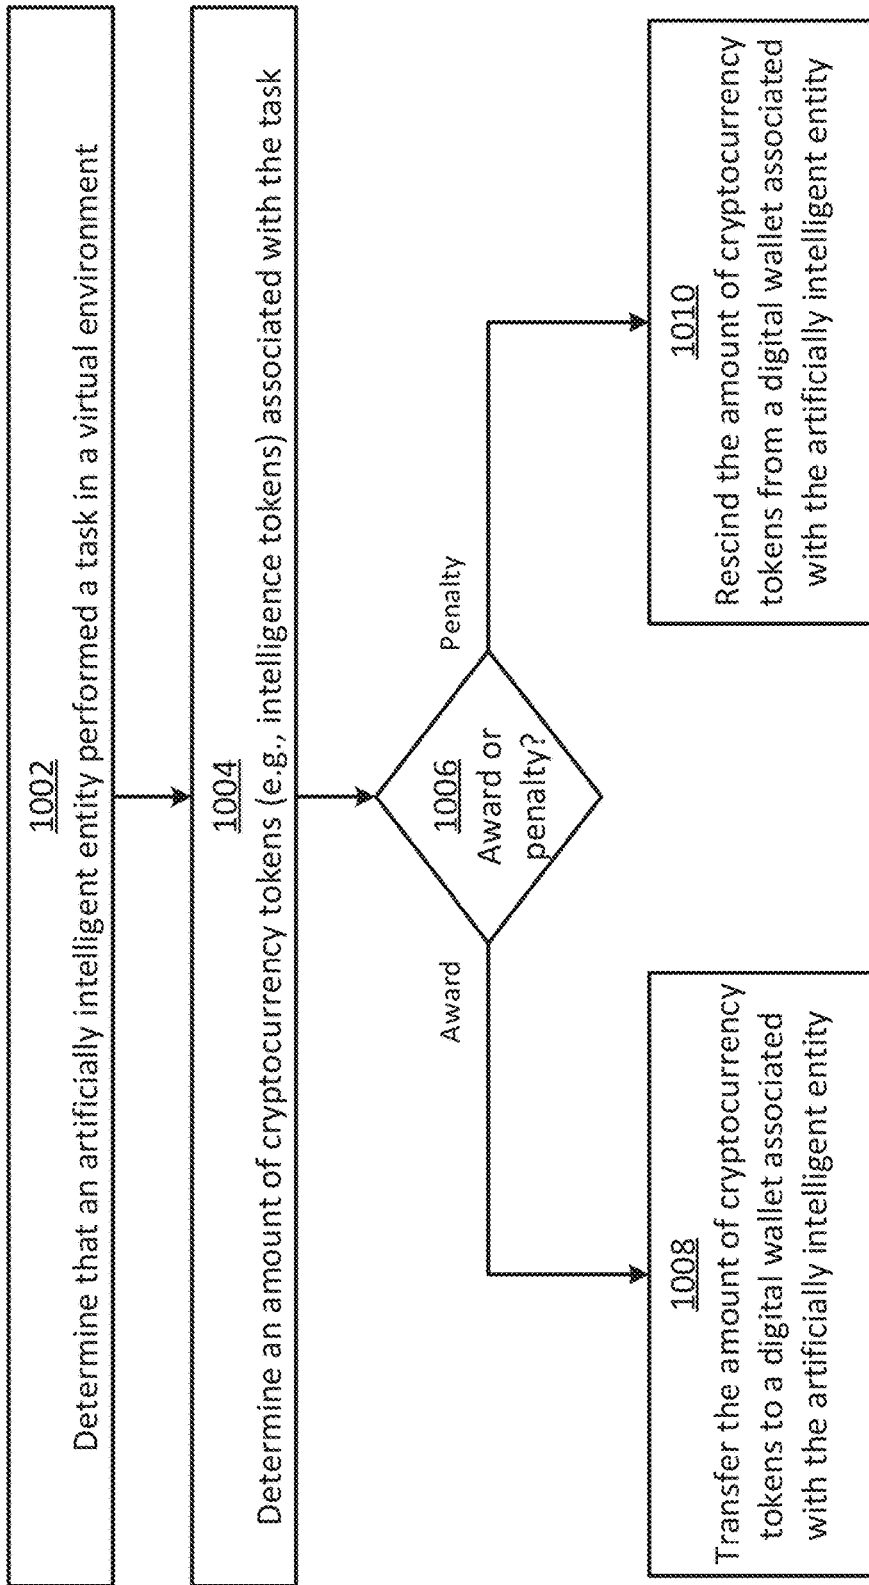 1002
Determine that an artificially intelligent entity performed a task in a virtual environment
1004
Determine an amount of cryptocurrency tokens (e.g., intelligence tokens) associated with the task
1006
Award or
penalty?
Award
Penalty
1008
Transfer the amount of cryptocurrency
tokens to a digital wallet associated
with the artificially intelligent entity
1010
Rescind the amount of cryptocurrency
tokens from a digital wallet associated
with the artificially intelligent entity